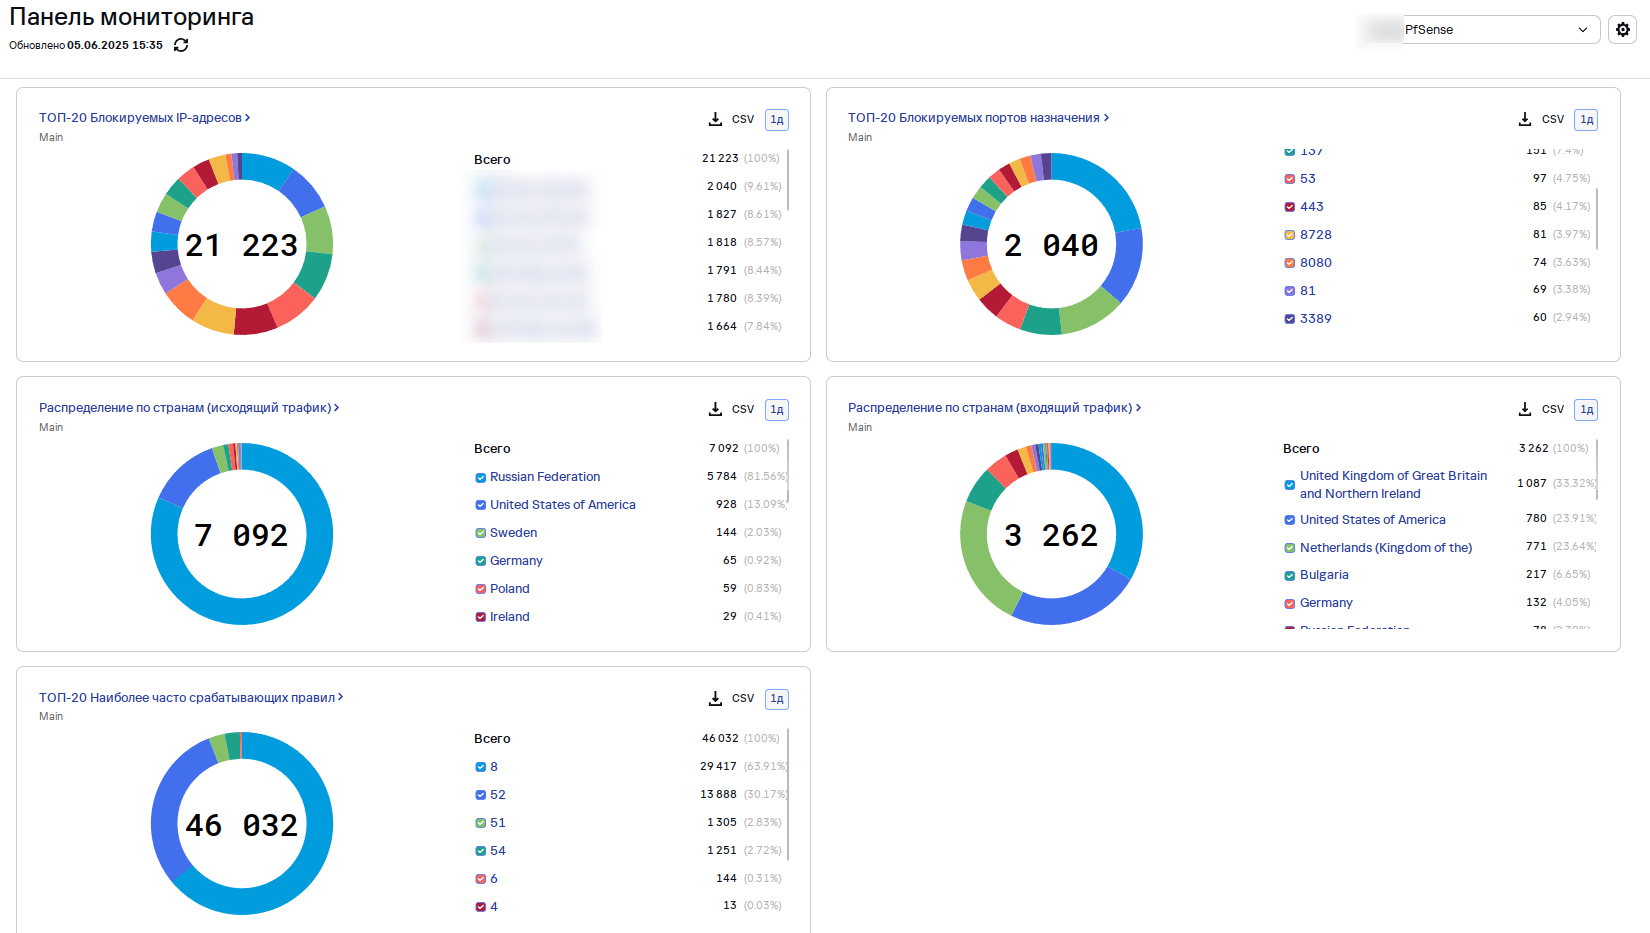 Панель мониторинга
Обновлено 05.06.2025 15:35
PfSense
ТОП-20 Блокируемых IP-адресов
CSV 1д
Main
21 223
Всего 21 223 (100%)
2 040 (9.61%)
1 827 (8.61%)
1 818 (8.57%)
1 791 (8.44%)
1 780 (8.39%)
1 664 (7.84%)
ТОП-20 Блокируемых портов назначения
CSV 1д
Main
2 040
137 151 (7.4%)
53 97 (4.75%)
443 85 (4.17%)
8728 81 (3.97%)
8080 74 (3.63%)
81 69 (3.38%)
3389 60 (2.94%)
Распределение по странам (исходящий трафик)
CSV 1д
Main
7 092
Всего 7 092 (100%)
Russian Federation 5 784 (81.56%)
United States of America 928 (13.09%)
Sweden 144 (2.03%)
Germany 65 (0.92%)
Poland 59 (0.83%)
Ireland 29 (0.41%)
Распределение по странам (входящий трафик)
CSV 1д
Main
3 262
Всего 3 262 (100%)
United Kingdom of Great Britain
and Northern Ireland 1 087 (33.32%)
United States of America 780 (23.91%)
Netherlands (Kingdom of the) 771 (23.64%)
Bulgaria 217 (6.65%)
Germany 132 (4.05%)
Russian Federation 78
ТОП-20 Наиболее часто срабатывающих правил
CSV 1д
Main
46 032
Всего 46 032 (100%)
8 29 417 (63.91%)
52 13 888 (30.17%)
51 1 305 (2.83%)
54 1 251 (2.72%)
6 144 (0.31%)
4 13 (0.03%)